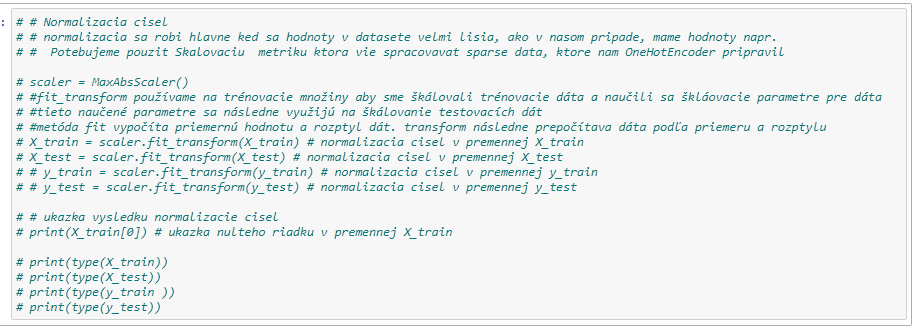 :
# # Normalizacia cisel
# # normalizacia sa robi hlavne ked sa hodnoty v datasete velmi lisia, ako v nasom pripade, mame hodnoty napr.
# #  Potebujeme pouzit Skalovaciu  metriku ktora vie spracovavat sparse data, ktore nam OneHotEncoder pripravil
# scaler = MaxAbsScaler()
# #fit_transform používame na trénovacie množiny aby sme škálovali trénovacie dáta a naučili sa škláovacie parametre pre dáta
# #tieto naučené parametre sa následne využijú na škálovanie testovacích dát
# #metóda fit vypočíta priemernú hodnotu a rozptyl dát. transform následne prepočítava dáta podľa priemeru a rozptylu
# X_train = scaler.fit_transform(X_train) # normalizacia cisel v premennej X_train
# X_test = scaler.fit_transform(X_test) # normalizacia cisel v premennej X_test
# # y_train = scaler.fit_transform(y_train) # normalizacia cisel v premennej y_train
# # y_test = scaler.fit_transform(y_test) # normalizacia cisel v premennej y_test
# # ukazka vysledku normalizacie cisel
# print(X_train[0]) # ukazka nulteho riadku v premennej X_train
# print(type(X_train))
# print(type(X_test))
# print(type(y_train ))
# print(type(y_test))